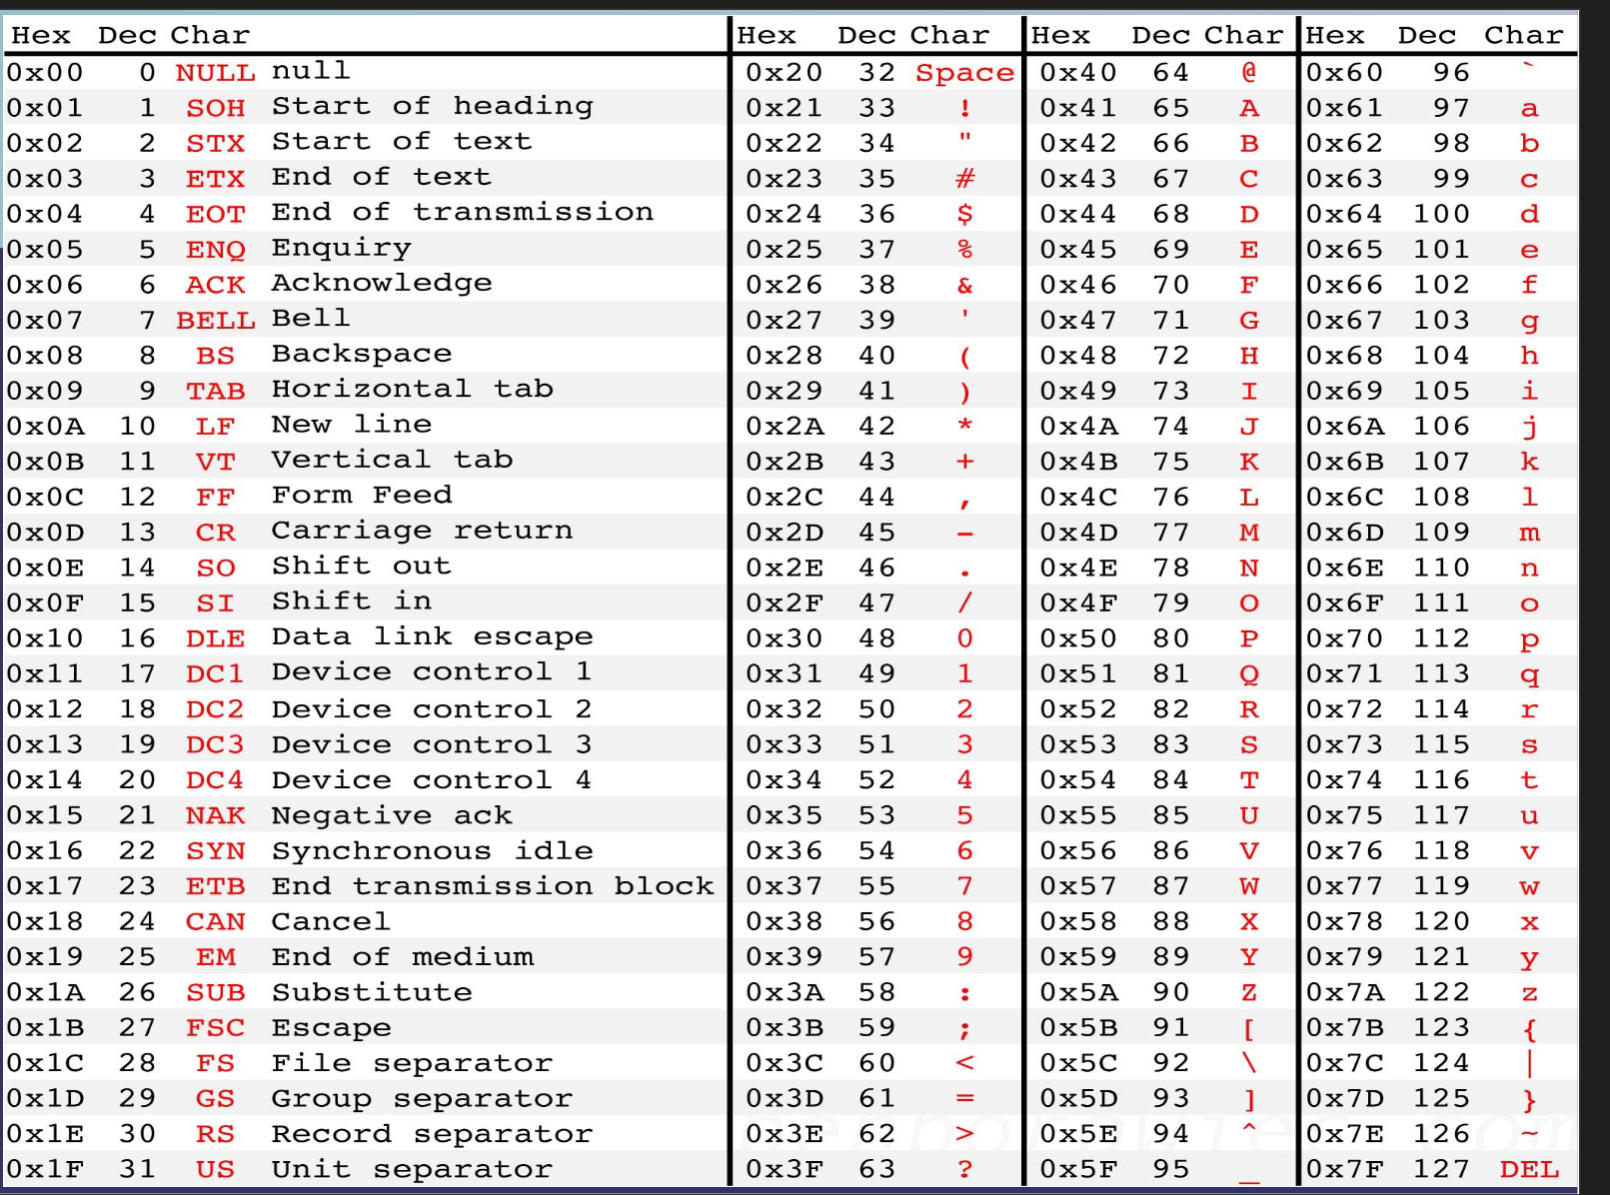 Hex Dec Char Hex Dec Char Hex Dec Char Hex Dec Char
0x00 0 NULL null 0x20 32 Space 0x40 64 @ 0x60 96 `
0x01 1 SOH Start of heading 0x21 33 ! 0x41 65 A 0x61 97 a
0x02 2 STX Start of text 0x22 34 " 0x42 66 B 0x62 98 b
0x03 3 ETX End of text 0x23 35 # 0x43 67 C 0x63 99 c
0x04 4 EOT End of transmission 0x24 36 $ 0x44 68 D 0x64 100 d
0x05 5 ENQ Enquiry 0x25 37 % 0x45 69 E 0x65 101 e
0x06 6 ACK Acknowledge 0x26 38 & 0x46 70 F 0x66 102 f
0x07 7 BELL Bell 0x27 39 ' 0x47 71 G 0x67 103 g
0x08 8 BS Backspace 0x28 40 ( 0x48 72 H 0x68 104 h
0x09 9 TAB Horizontal tab 0x29 41 ) 0x49 73 I 0x69 105 i
0x0A 10 LF New line 0x2A 42 * 0x4A 74 J 0x6A 106 j
0x0B 11 VT Vertical tab 0x2B 43 + 0x4B 75 K 0x6B 107 k
0x0C 12 FF Form Feed 0x2C 44 , 0x4C 76 L 0x6C 108 l
0x0D 13 CR Carriage return 0x2D 45 - 0x4D 77 M 0x6D 109 m
0x0E 14 SO Shift out 0x2E 46 . 0x4E 78 N 0x6E 110 n
0x0F 15 SI Shift in 0x2F 47 / 0x4F 79 O 0x6F 111 o
0x10 16 DLE Data link escape 0x30 48 0 0x50 80 P 0x70 112 p
0x11 17 DC1 Device control 1 0x31 49 1 0x51 81 Q 0x71 113 q
0x12 18 DC2 Device control 2 0x32 50 2 0x52 82 R 0x72 114 r
0x13 19 DC3 Device control 3 0x33 51 3 0x53 83 S 0x73 115 s
0x14 20 DC4 Device control 4 0x34 52 4 0x54 84 T 0x74 116 t
0x15 21 NAK Negative ack 0x35 53 5 0x55 85 U 0x75 117 u
0x16 22 SYN Synchronous idle 0x36 54 6 0x56 86 V 0x76 118 v
0x17 23 ETB End transmission block 0x37 55 7 0x57 87 W 0x77 119 w
0x18 24 CAN Cancel 0x38 56 8 0x58 88 X 0x78 120 x
0x19 25 EM End of medium 0x39 57 9 0x59 89 Y 0x79 121 y
0x1A 26 SUB Substitute 0x3A 58 : 0x5A 90 Z 0x7A 122 z
0x1B 27 FSC Escape 0x3B 59 ; 0x5B 91 [ 0x7B 123 {
0x1C 28 FS File separator 0x3C 60 < 0x5C 92 \ 0x7C 124 |
0x1D 29 GS Group separator 0x3D 61 = 0x5D 93 ] 0x7D 125 }
0x1E 30 RS Record separator 0x3E 62 > 0x5E 94 ^ 0x7E 126 ~
0x1F 31 US Unit separator 0x3F 63 ? 0x5F 95 _ 0x7F 127 DEL